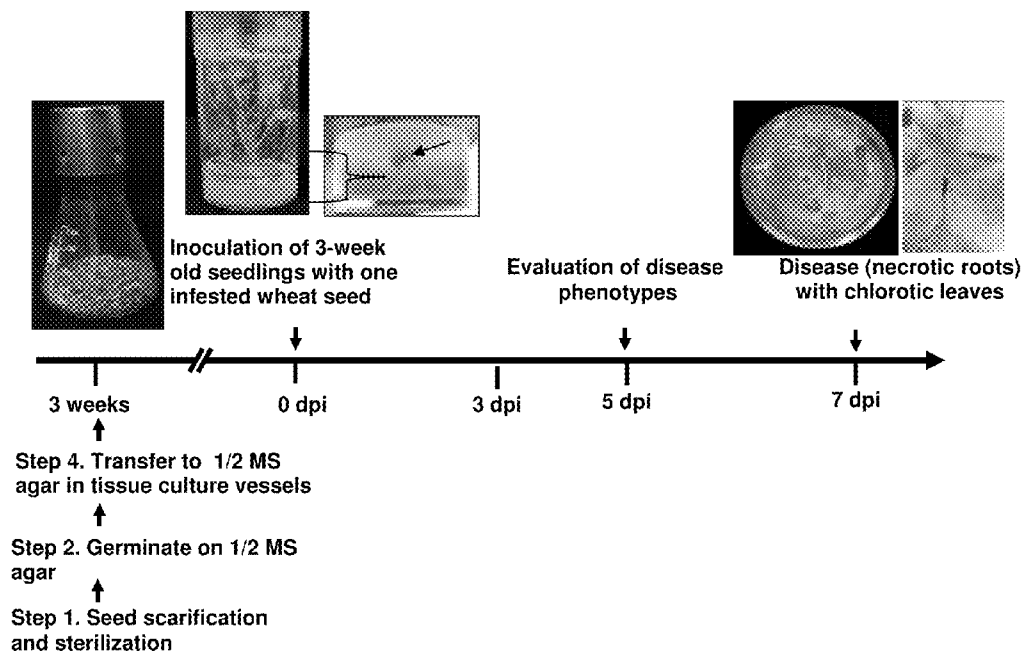 Inoculation of 3-week
old seedlings with one
infested wheat seed
Evaluation of disease
phenotypes
Disease (necrotic roots)
with chlorotic leaves
3 weeks
0 dpi
3 dpi
5 dpi
7 dpi
Step 4. Transfer to 1/2 MS
agar in tissue culture vessels
Step 2. Germinate on 1/2 MS
agar
Step 1. Seed scarification
and sterilization